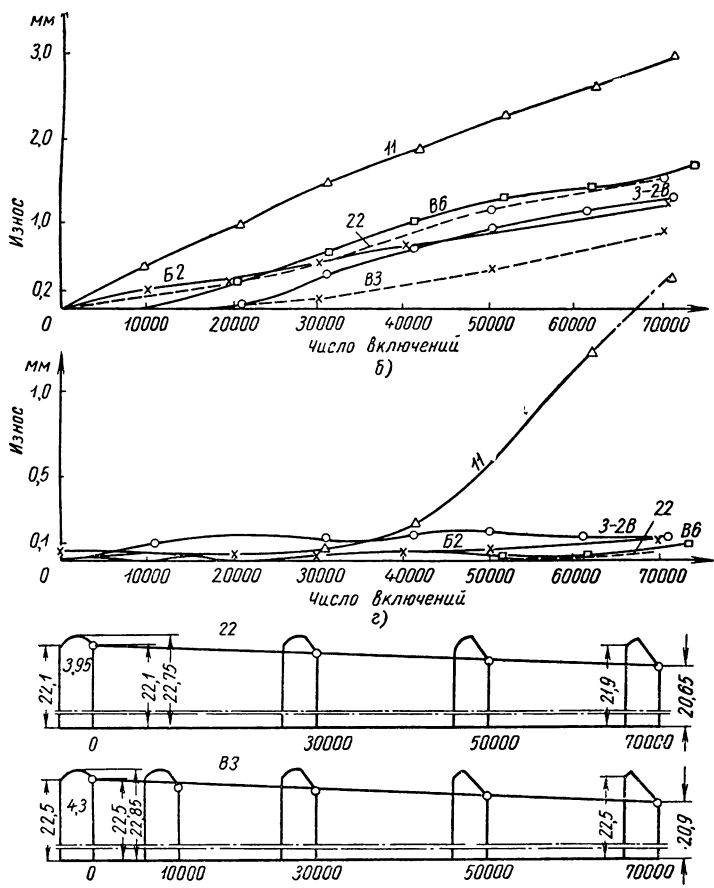 мм
3,0
2,0
1,0
0,2
0
Износ
11
В6
3-2В
22
Б2
В3
10000 20000 30000 40000 50000 60000 70000
Число включений
б)
мм
1,0
0,5
0,1
0
Износ
11
3-2В
22
В6
Б2
10000 20000 30000 40000 50000 60000 70000
Число включений
г)
22
22,1
3,95
22,1
22,75
21,9
20,65
0 30000 50000 70000
В3
22,5
4,3
22,5
22,85
22,5
20,9
0 10000 30000 50000 70000